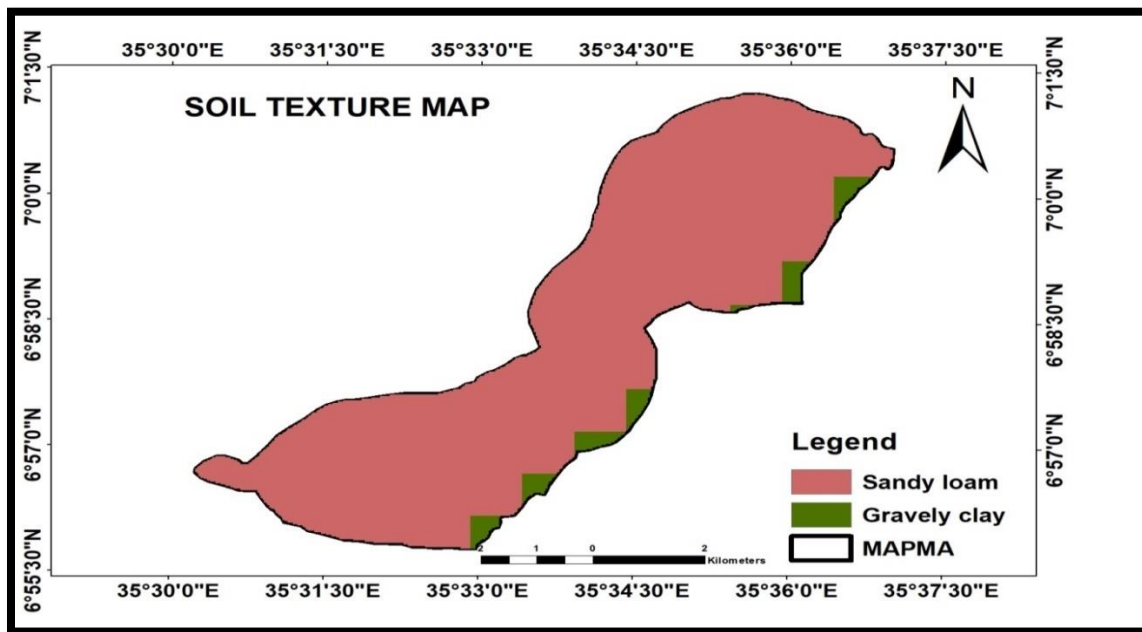 35°30'0"E 35°31'30"E 35°33'0"E 35°34'30"E 35°36'0"E 35°37'30"E
7°1'30"N
7°1'30"N
SOIL TEXTURE MAP
N
7°0'0"N
7°0'0"N
6°58'30"N
6°58'30"N
6°57'0"N
6°57'0"N
Legend
Sandy loam
Gravely clay
MAPMA
2 1 0 2
Kilometers
6°55'30"N
6°55'30"N
35°30'0"E 35°31'30"E 35°33'0"E 35°34'30"E 35°36'0"E 35°37'30"E